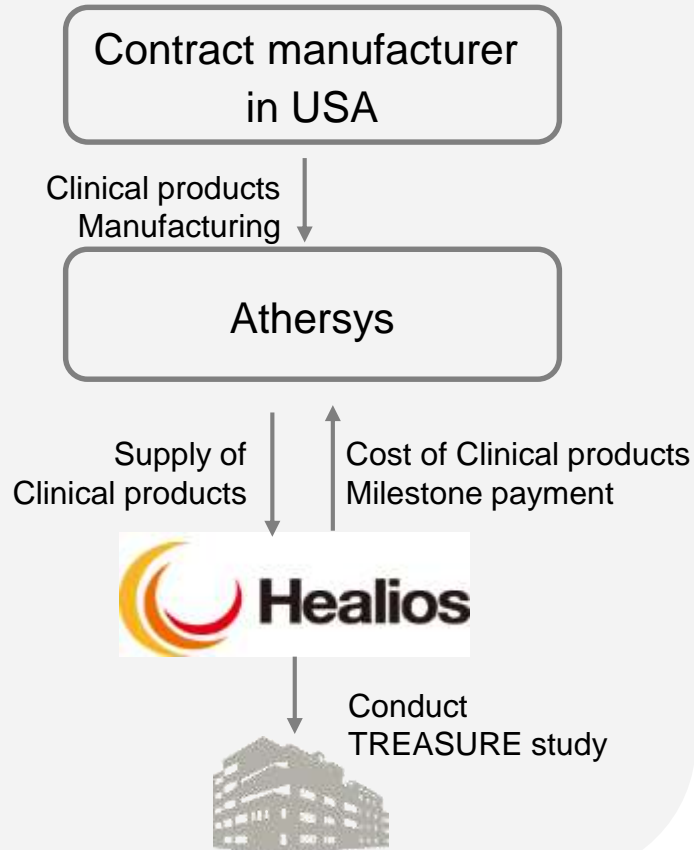 Contract manufacturer
in USA
Clinical products
Manufacturing
Athersys
Supply of
Clinical products
Cost of Clinical products
Milestone payment
Healios
Conduct
TREASURE study